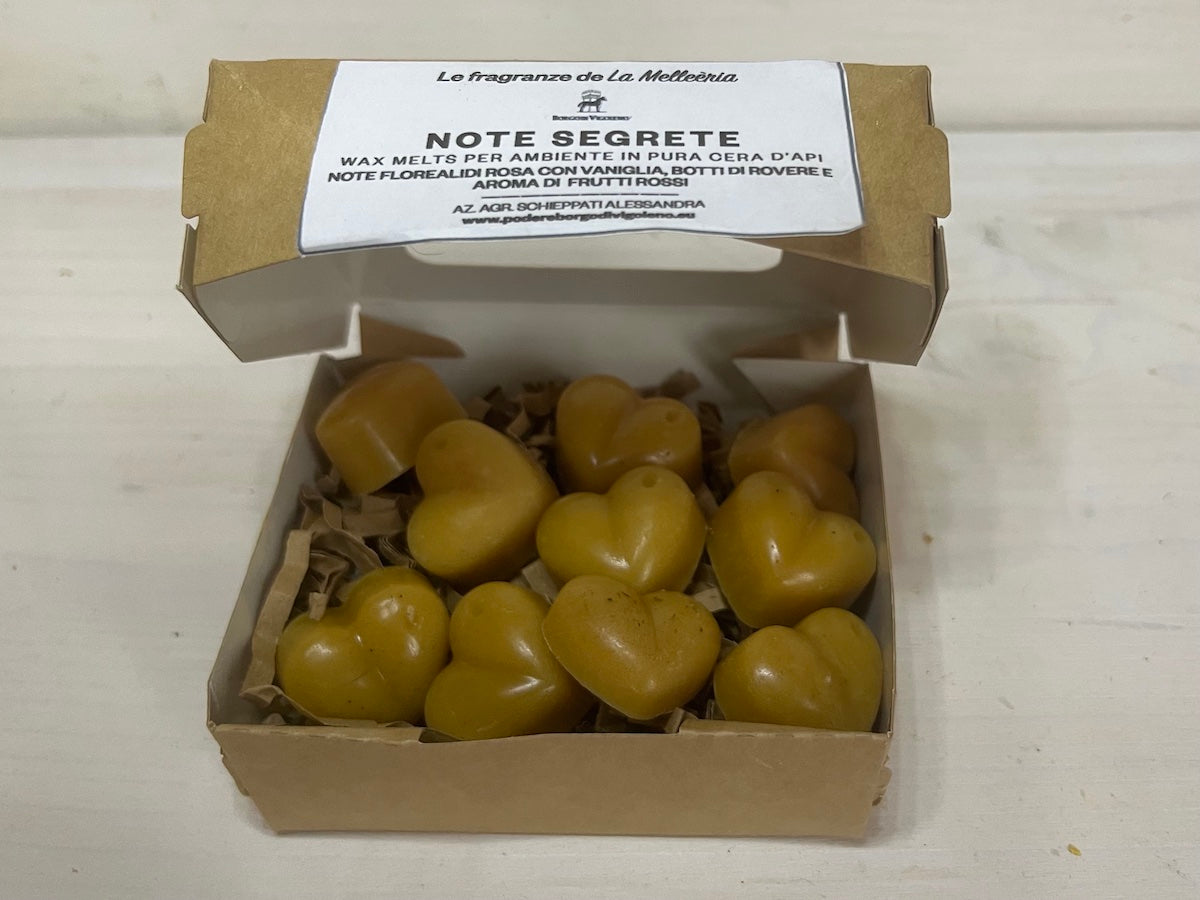 Le fragranze de La Melleèria
NOTE SEGRETE
WAX MELTS PER AMBIENTE IN PURA CERA D'API
NOTE FLOREALIDI ROSA CON VANIGLIA, BOTTI DI ROVERE E
AROMA DI FRUTTI ROSSI
AZ. AGR. SCHIEPPATI ALESSANDRA
www.podereborgodivigoleno.eu